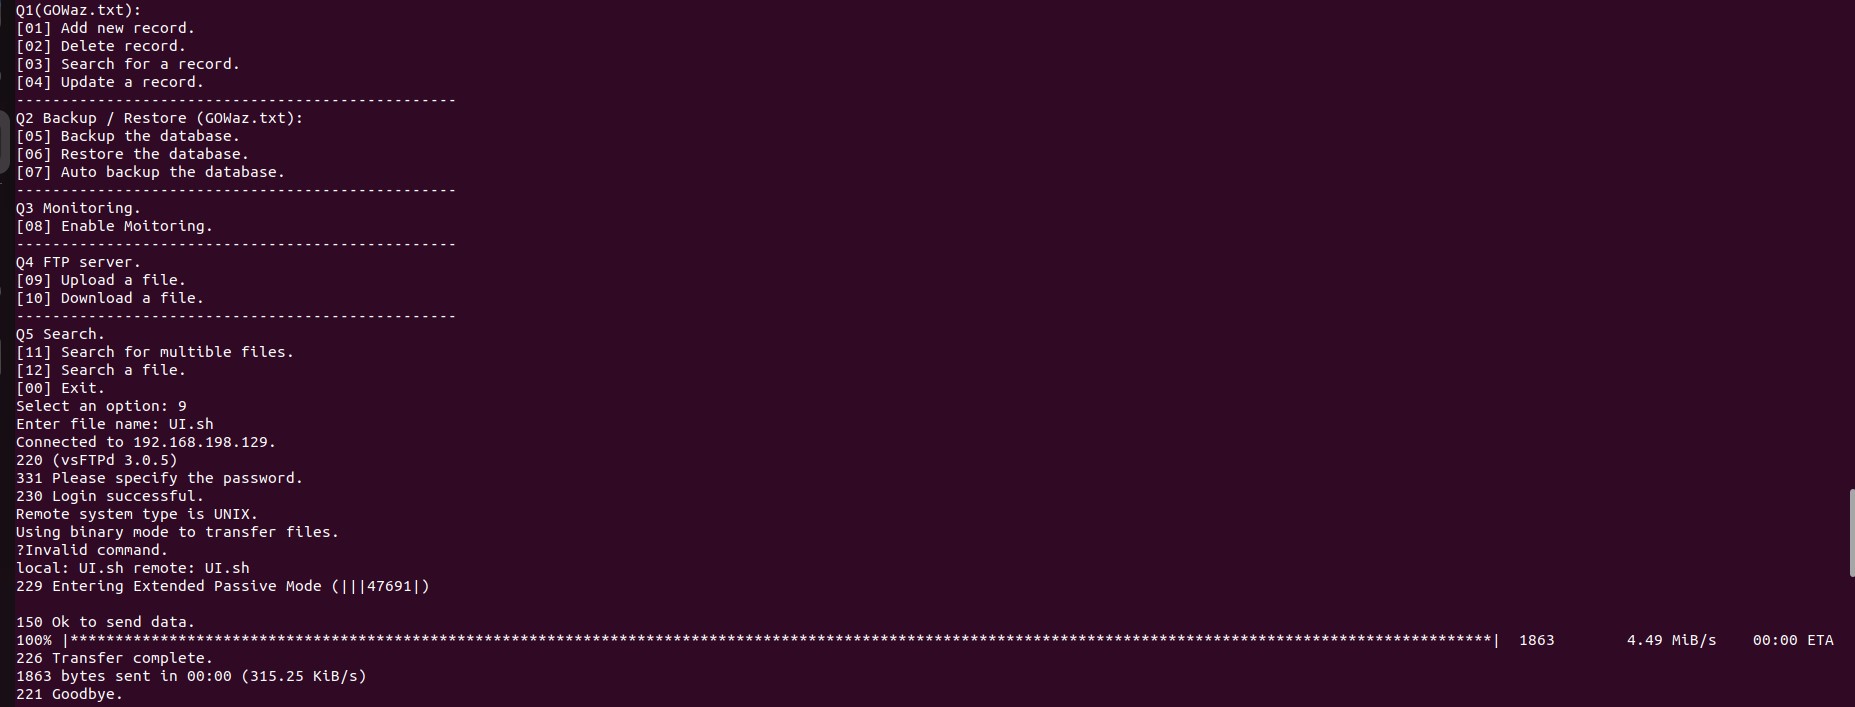 Q1(GOWaz.txt):
[01] Add new record.
[02] Delete record.
[03] Search for a record.
[04] Update a record.
-------------------------------------------------
Q2 Backup / Restore (GOWaz.txt):
[05] Backup the database.
[06] Restore the database.
[07] Auto backup the database.
-------------------------------------------------
Q3 Monitoring.
[08] Enable Moitoring.
-------------------------------------------------
Q4 FTP server.
[09] Upload a file.
[10] Download a file.
-------------------------------------------------
Q5 Search.
[11] Search for multible files.
[12] Search a file.
[00] Exit.
Select an option: 9
Enter file name: UI.sh
Connected to 192.168.198.129.
220 (vsFTPd 3.0.5)
331 Please specify the password.
230 Login successful.
Remote system type is UNIX.
Using binary mode to transfer files.
?Invalid command.
local: UI.sh remote: UI.sh
229 Entering Extended Passive Mode (|||47691|)
150 Ok to send data.
100% |**************************************************************************************************************************************************************| 1863 4.49 MiB/s 00:00 ETA
226 Transfer complete.
1863 bytes sent in 00:00 (315.25 KiB/s)
221 Goodbye.